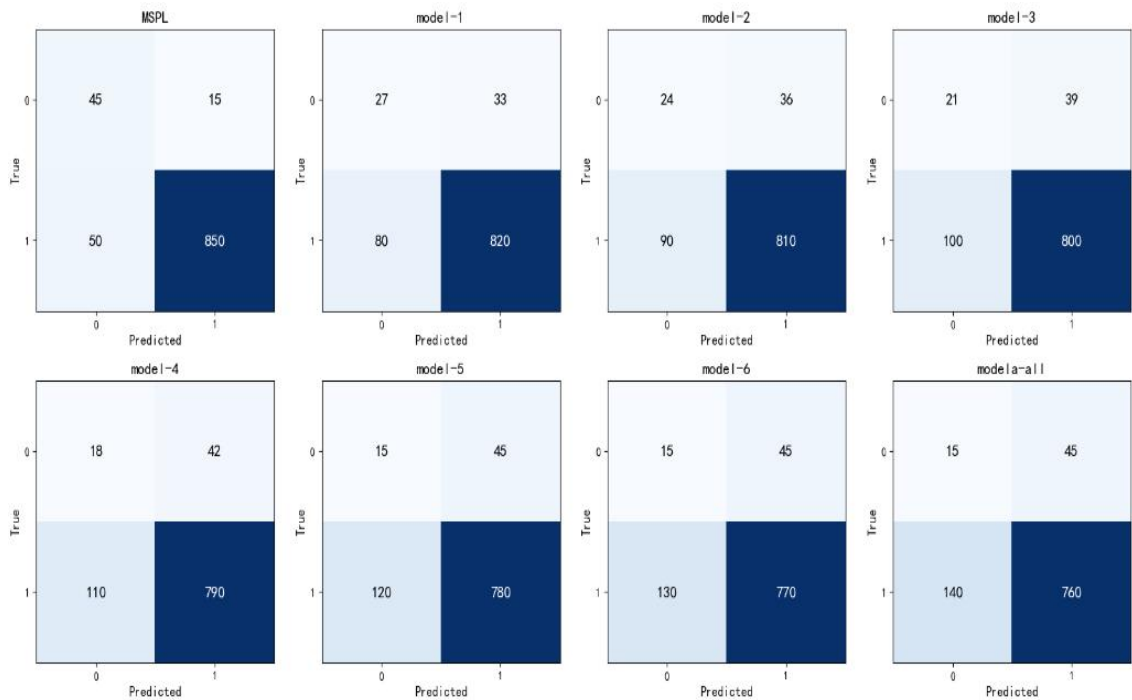 MSPL
0 45 15
True
1 50 850
0 1
Predicted
model-1
0 27 33
True
1 80 820
0 1
Predicted
model-2
0 24 36
True
1 90 810
0 1
Predicted
model-3
0 21 39
True
1 100 800
0 1
Predicted
model-4
0 18 42
True
1 110 790
0 1
Predicted
model-5
0 15 45
True
1 120 780
0 1
Predicted
model-6
0 15 45
True
1 130 770
0 1
Predicted
modela-all
0 15 45
True
1 140 760
0 1
Predicted